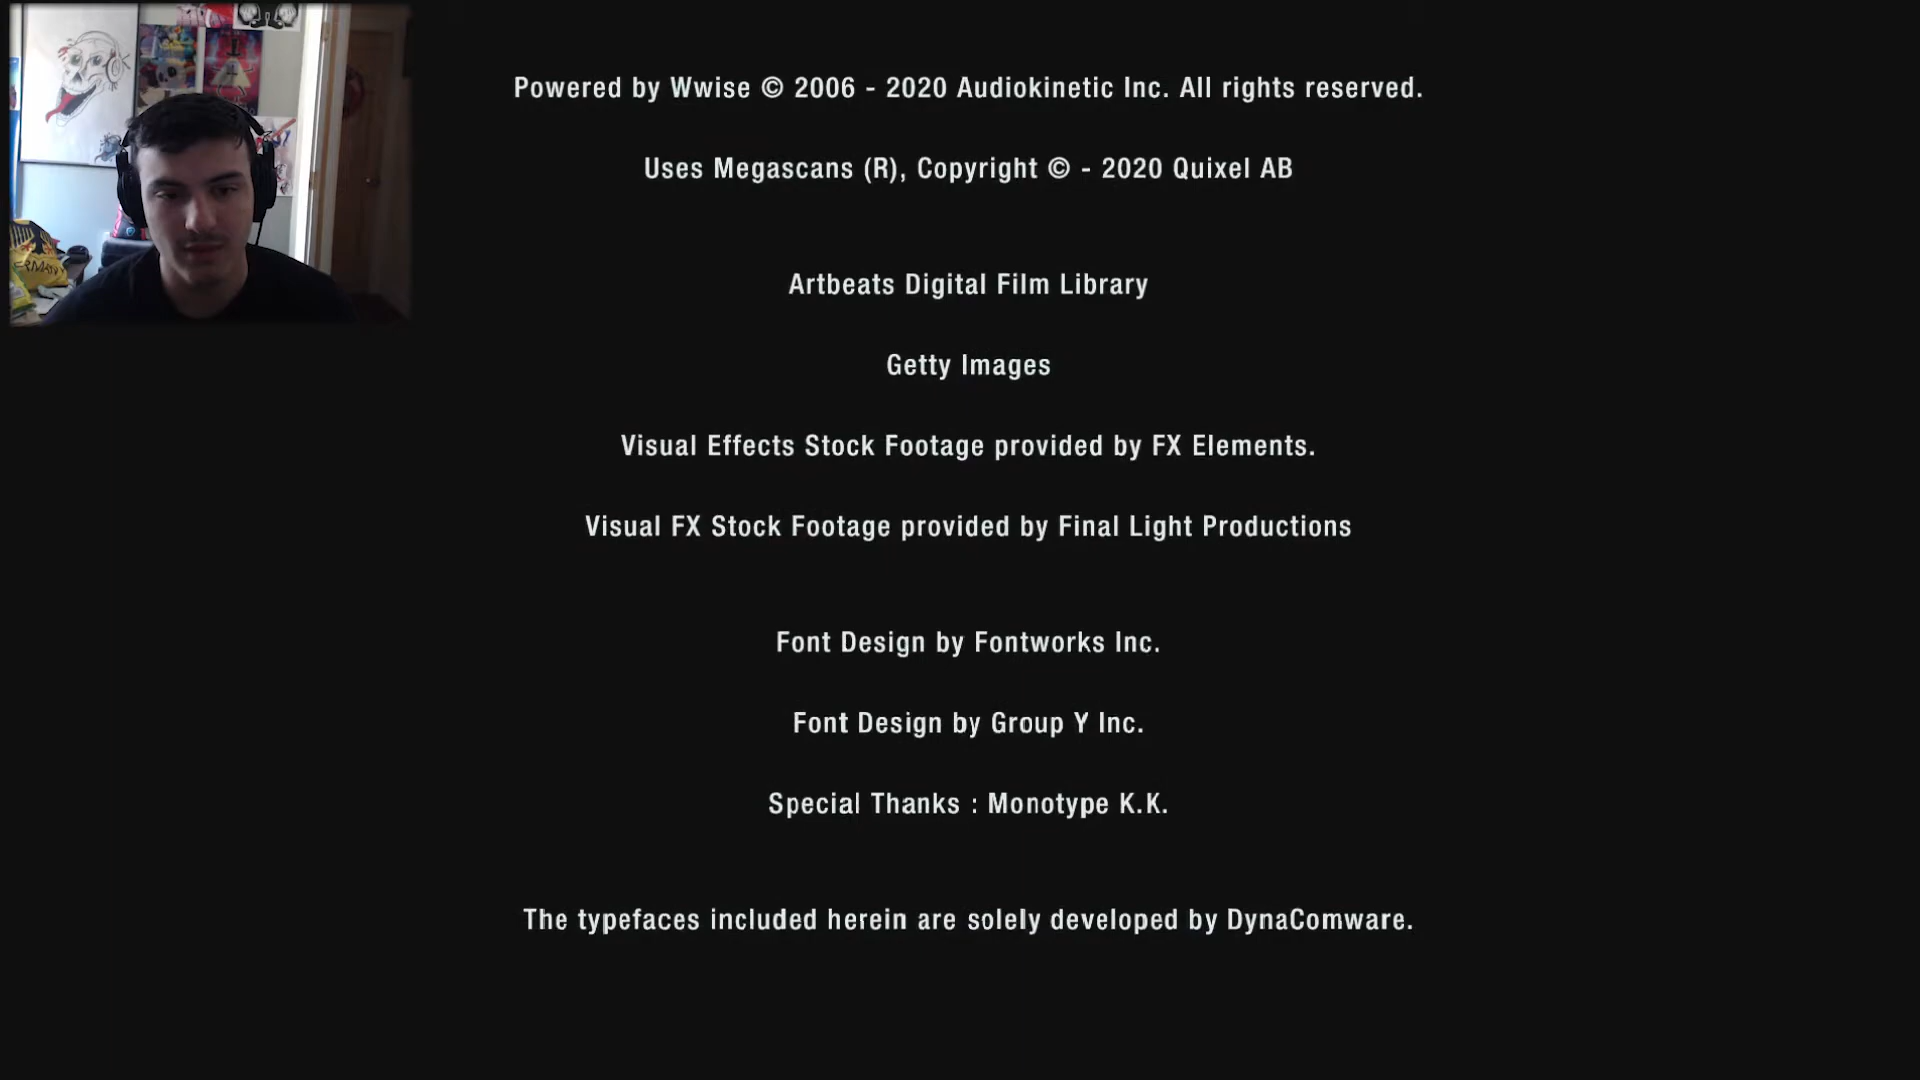 Powered by Wwise © 2006 - 2020 Audiokinetic Inc. All rights reserved.
Uses Megascans (R), Copyright © - 2020 Quixel AB
Artbeats Digital Film Library
Getty Images
Visual Effects Stock Footage provided by FX Elements.
Visual FX Stock Footage provided by Final Light Productions
Font Design by Fontworks Inc.
Font Design by Group Y Inc.
Special Thanks : Monotype K.K.
The typefaces included herein are solely developed by DynaComware.